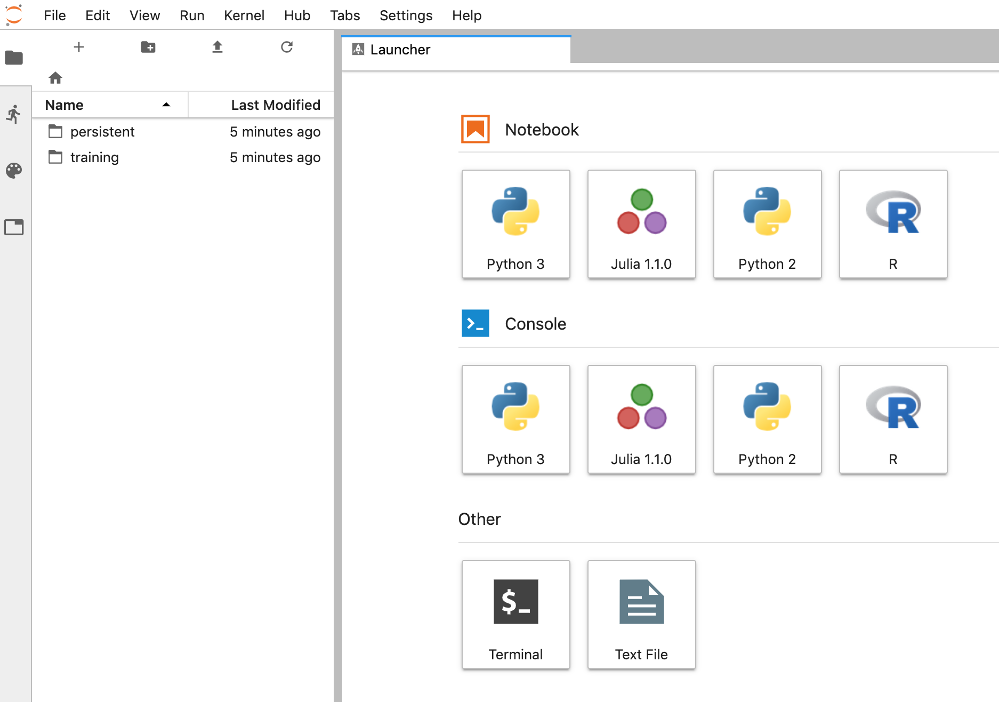 File Edit View Run Kernel Hub Tabs Settings Help
Launcher
Name Last Modified
persistent 5 minutes ago
training 5 minutes ago
Notebook
Python 3 Julia 1.1.0 Python 2 R
Console
Python 3 Julia 1.1.0 Python 2 R
Other
$_
Terminal Text File